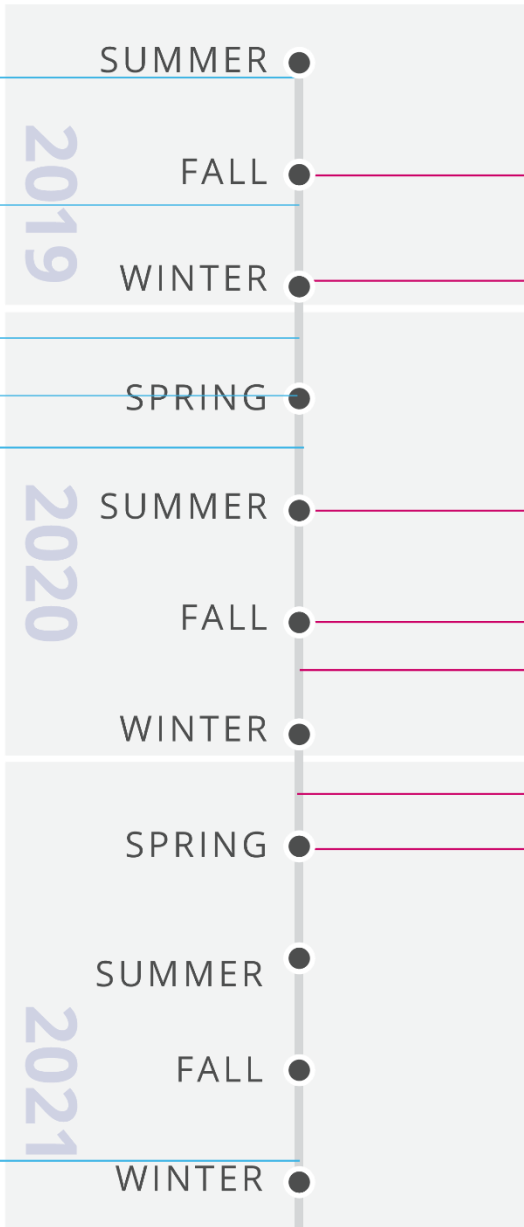 2019
SUMMER
FALL
WINTER
2020
SPRING
SUMMER
FALL
WINTER
2021
SPRING
SUMMER
FALL
WINTER